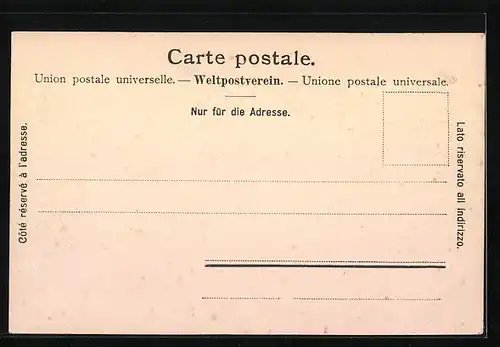 Carte postale.
Union postale universelle. — Weltpostverein. — Unione postale universale.
Nur für die Adresse.
Côté réservé à l'adresse.
Lato riservato all Indirizzo.